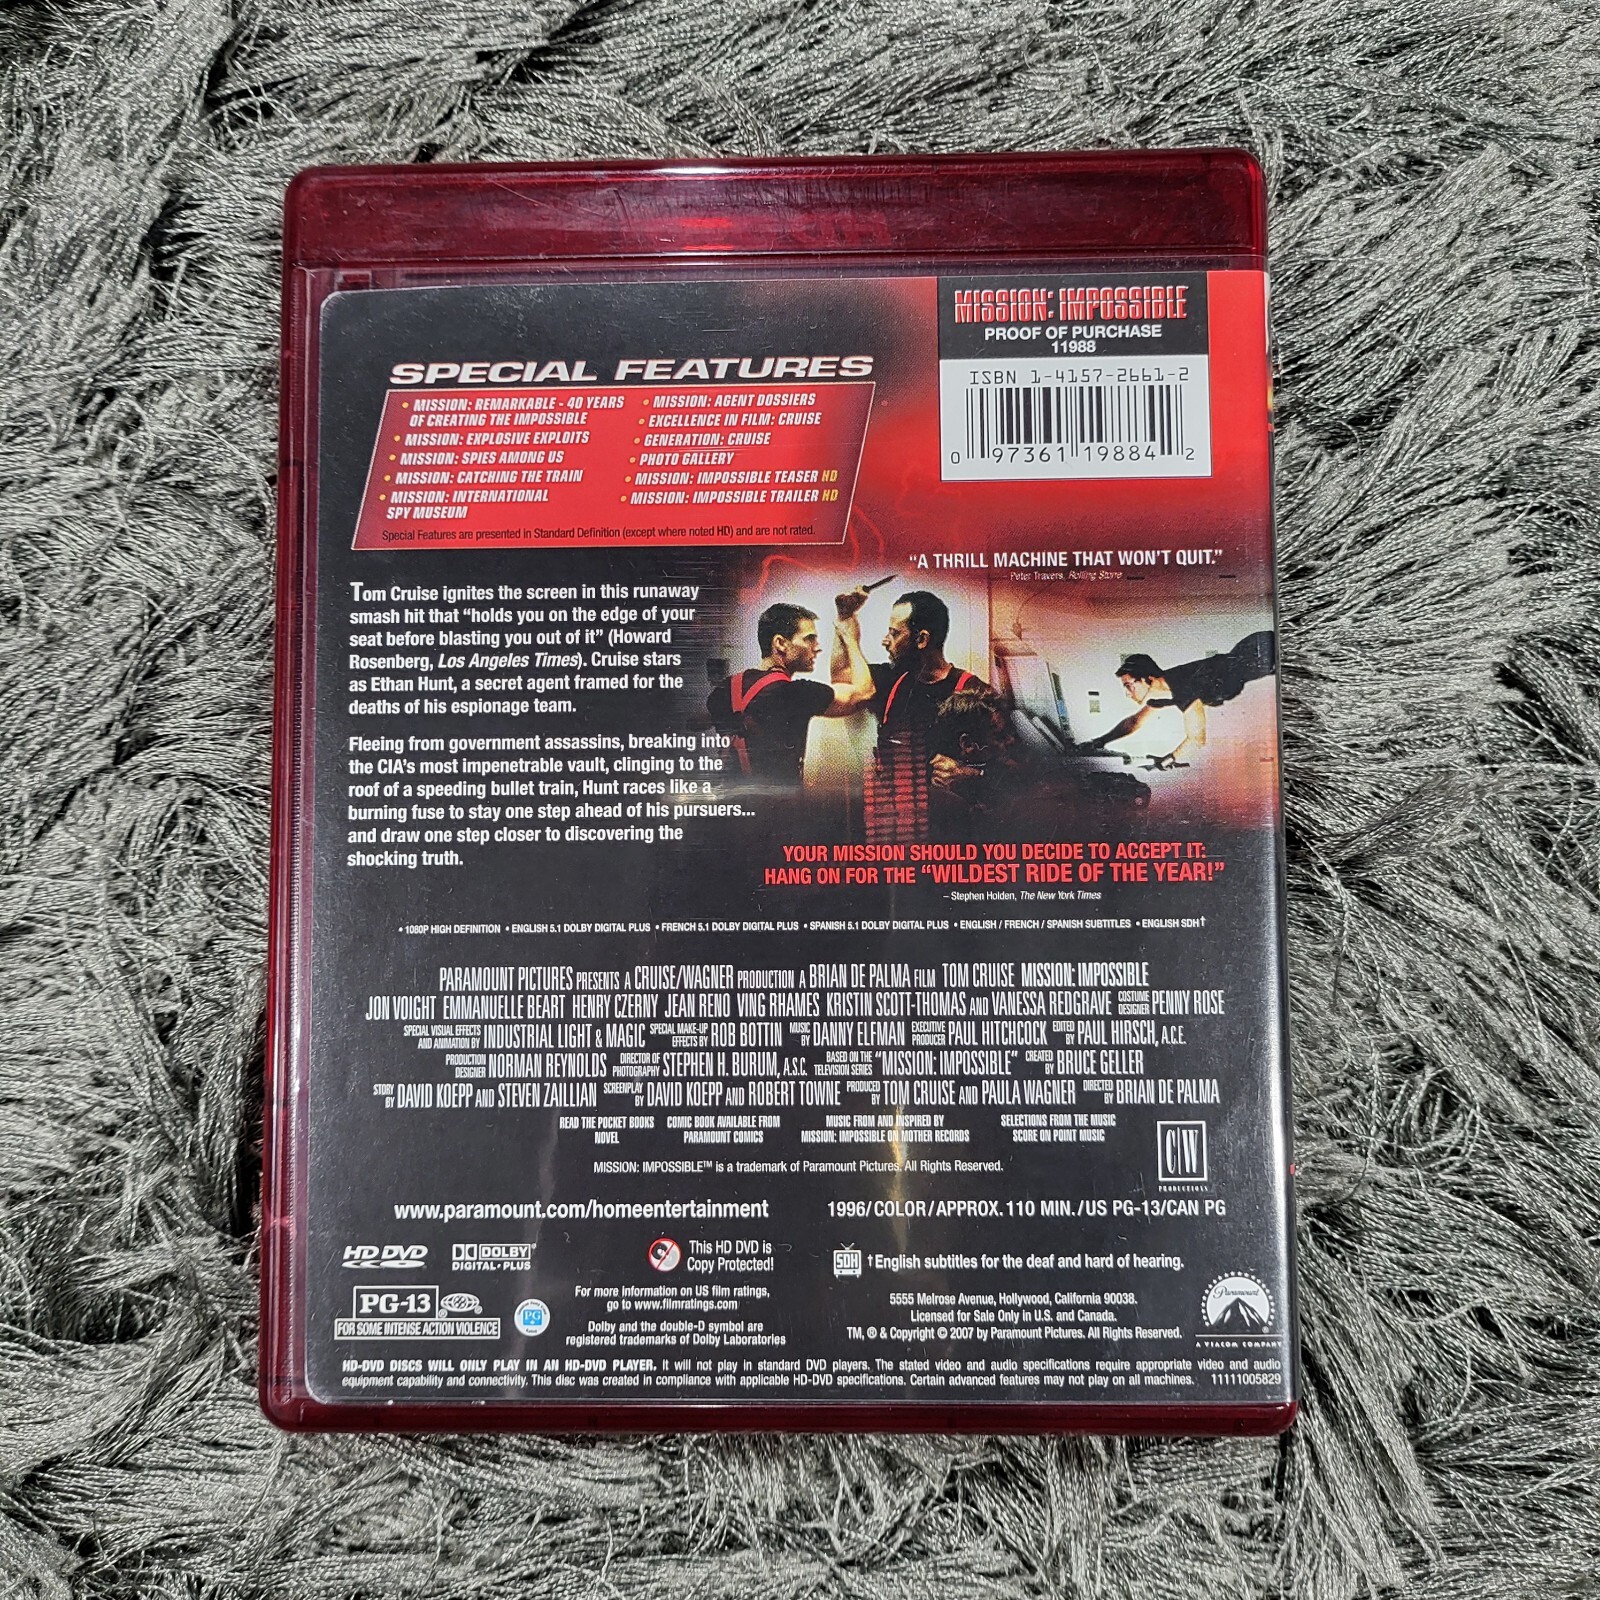 MISSION: IMPOSSIBLE
PROOF OF PURCHASE
11988
ISBN 1-4157-2661-2
0 97361 19884 2
SPECIAL FEATURES
• MISSION: REMARKABLE - 40 YEARS
OF CREATING THE IMPOSSIBLE
• MISSION: EXPLOSIVE EXPLOITS
• MISSION: SPIES AMONG US
• MISSION: CATCHING THE TRAIN
• MISSION: INTERNATIONAL
SPY MUSEUM
• MISSION: AGENT DOSSIERS
• EXCELLENCE IN FILM: CRUISE
• GENERATION: CRUISE
• PHOTO GALLERY
• MISSION: IMPOSSIBLE TEASER HD
• MISSION: IMPOSSIBLE TRAILER HD
Special Features are presented in Standard Definition (except where noted HD) and are not rated.
"A THRILL MACHINE THAT WON'T QUIT."
- Peter Travers, Rolling Stone
Tom Cruise ignites the screen in this runaway
smash hit that "holds you on the edge of your
seat before blasting you out of it" (Howard
Rosenberg, Los Angeles Times). Cruise stars
as Ethan Hunt, a secret agent framed for the
deaths of his espionage team.
Fleeing from government assassins, breaking into
the CIA's most impenetrable vault, clinging to the
roof of a speeding bullet train, Hunt races like a
burning fuse to stay one step ahead of his pursuers...
and draw one step closer to discovering the
shocking truth.
YOUR MISSION SHOULD YOU DECIDE TO ACCEPT IT:
HANG ON FOR THE "WILDEST RIDE OF THE YEAR!"
– Stephen Holden, The New York Times
• 1080P HIGH DEFINITION • ENGLISH 5.1 DOLBY DIGITAL PLUS • FRENCH 5.1 DOLBY DIGITAL PLUS • SPANISH 5.1 DOLBY DIGITAL PLUS • ENGLISH / FRENCH / SPANISH SUBTITLES • ENGLISH SDH†
PARAMOUNT PICTURES PRESENTS A CRUISE/WAGNER PRODUCTION A BRIAN DE PALMA FILM TOM CRUISE MISSION: IMPOSSIBLE
JON VOIGHT EMMANUELLE BEART HENRY CZERNY JEAN RENO VING RHAMES KRISTIN SCOTT-THOMAS AND VANESSA REDGRAVE COSTUME DESIGNER PENNY ROSE
SPECIAL VISUAL EFFECTS AND ANIMATION BY INDUSTRIAL LIGHT & MAGIC SPECIAL MAKE-UP EFFECTS BY ROB BOTTIN MUSIC BY DANNY ELFMAN EXECUTIVE PRODUCER PAUL HITCHCOCK EDITED BY PAUL HIRSCH, A.C.E.
PRODUCTION DESIGNER NORMAN REYNOLDS DIRECTOR OF PHOTOGRAPHY STEPHEN H. BURUM, A.S.C. BASED ON THE TELEVISION SERIES "MISSION: IMPOSSIBLE" CREATED BY BRUCE GELLER
STORY BY DAVID KOEPP AND STEVEN ZAILLIAN SCREENPLAY BY DAVID KOEPP AND ROBERT TOWNE PRODUCED BY TOM CRUISE AND PAULA WAGNER DIRECTED BY BRIAN DE PALMA
READ THE POCKET BOOKS
NOVEL
COMIC BOOK AVAILABLE FROM
PARAMOUNT COMICS
MUSIC FROM AND INSPIRED BY
MISSION: IMPOSSIBLE ON MOTHER RECORDS
SELECTIONS FROM THE MUSIC
SCORE ON POINT MUSIC
C|W
PRODUCTIONS
MISSION: IMPOSSIBLE™ is a trademark of Paramount Pictures. All Rights Reserved.
www.paramount.com/homeentertainment
1996/COLOR/APPROX. 110 MIN./US PG-13/CAN PG
HD DVD
DOLBY
DIGITAL·PLUS
This HD DVD is
Copy Protected!
SDH
†English subtitles for the deaf and hard of hearing.
PG-13 ®
FOR SOME INTENSE ACTION VIOLENCE
PG
For more information on US film ratings,
go to www.filmratings.com
Dolby and the double-D symbol are
registered trademarks of Dolby Laboratories
5555 Melrose Avenue, Hollywood, California 90038.
Licensed for Sale Only in U.S. and Canada.
TM, ® & Copyright © 2007 by Paramount Pictures. All Rights Reserved.
Paramount
A VIACOM COMPANY
HD-DVD DISCS WILL ONLY PLAY IN AN HD-DVD PLAYER. It will not play in standard DVD players. The stated video and audio specifications require appropriate video and audio
equipment capability and connectivity. This disc was created in compliance with applicable HD-DVD specifications. Certain advanced features may not play on all machines. 11111005829